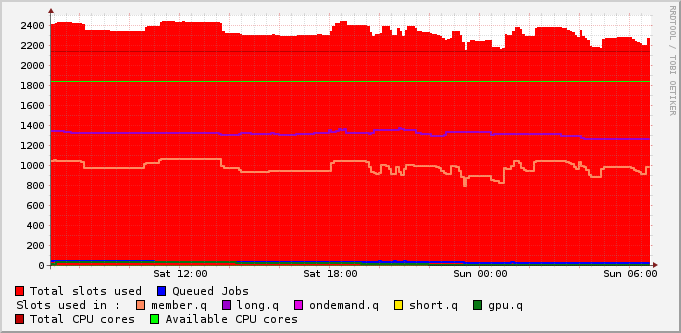 2400
2200
2000
1800
1600
1400
1200
1000
800
600
400
200
0
Sat 12:00 Sat 18:00 Sun 00:00 Sun 06:00
RRDTOOL / TOBI OETIKER
Total slots used Queued Jobs
Slots used in : member.q long.q ondemand.q short.q gpu.q
Total CPU cores Available CPU cores